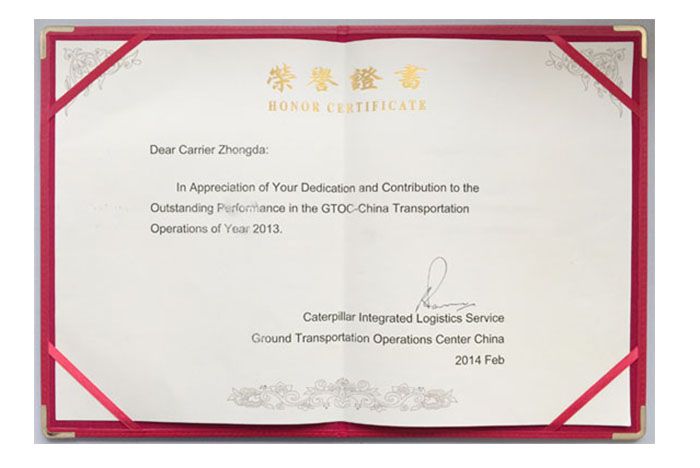 榮譽證書
HONOR CERTIFICATE
Dear Carrier Zhongda:
In Appreciation of Your Dedication and Contribution to the
Outstanding Performance in the GTOC-China Transportation
Operations of Year 2013.
Caterpillar Integrated Logistics Service
Ground Transportation Operations Center China
2014 Feb